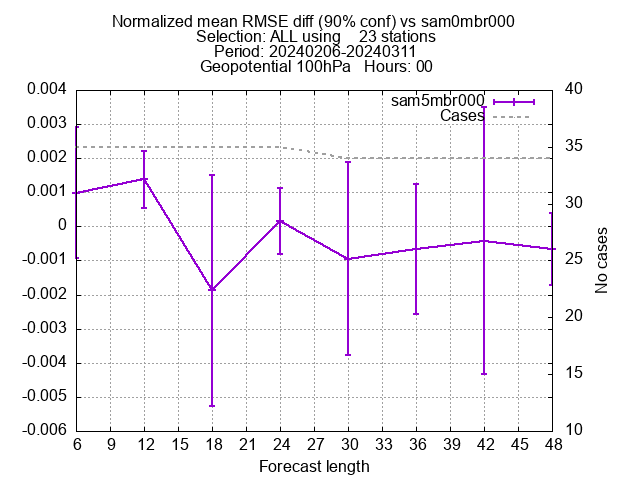 Normalized mean RMSE diff (90% conf) vs sam0mbr000
Selection: ALL using    23 stations
Period: 20240206-20240311
Geopotential 100hPa   Hours: 00
sam5mbr000
Cases
0.004
0.003
0.002
0.001
0
-0.001
-0.002
-0.003
-0.004
-0.005
-0.006
40
35
30
25
20
15
10
No cases
6 9 12 15 18 21 24 27 30 33 36 39 42 45 48
Forecast length